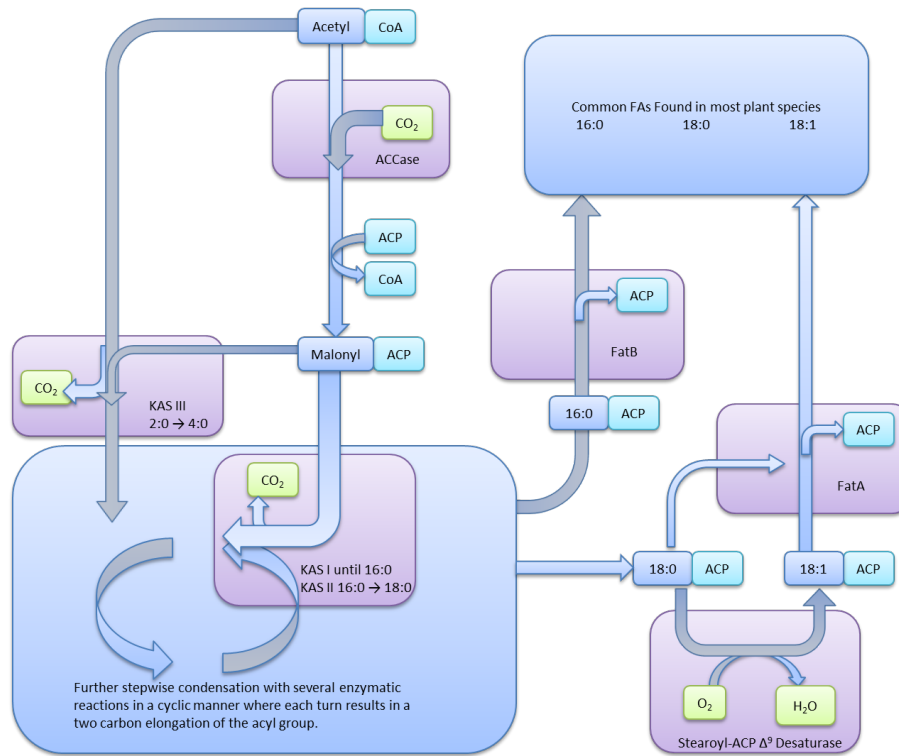 Acetyl CoA
CO₂
ACCase
ACP
CoA
Malonyl ACP
CO₂
KAS III
2:0 → 4:0
CO₂
KAS I until 16:0
KAS II 16:0 → 18:0
Further stepwise condensation with several enzymatic
reactions in a cyclic manner where each turn results in a
two carbon elongation of the acyl group.
Common FAs Found in most plant species
16:0 18:0 18:1
ACP
FatB
16:0 ACP
ACP
FatA
18:0 ACP
18:1 ACP
O₂
H₂O
Stearoyl-ACP Δ⁹ Desaturase